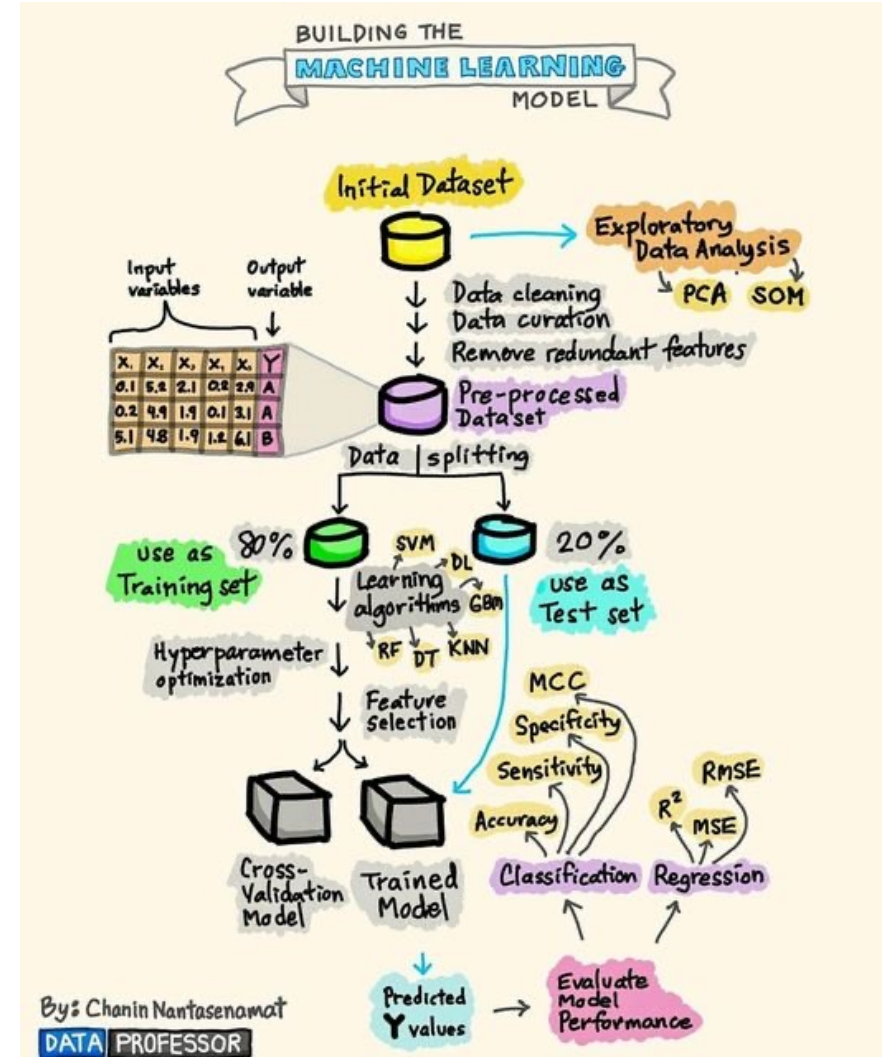 BUILDING THE
MACHINE LEARNING
MODEL
Initial Dataset
Exploratory
Data Analysis
PCA SOM
Input
variables
Output
variable
Data cleaning
Data curation
Remove redundant features
X₁ X₂ X₃ X₄ X₅ Y
0.1 5.2 2.1 0.2 2.9 A
0.2 4.9 1.9 0.1 3.1 A
5.1 4.8 1.9 1.2 6.1 B
Pre-processed
Dataset
Data splitting
80%
use as
Training set
20%
use as
Test set
SVM
DL
Learning
algorithms
GBM
RF
DT
KNN
Hyperparameter
optimization
Feature
selection
MCC
Specificity
Sensitivity
Accuracy
RMSE
R²
MSE
Cross-
Validation
Model
Trained
Model
Classification
Regression
Predicted
Y values
Evaluate
Model
Performance
By: Chanin Nantasenamat
DATA PROFESSOR